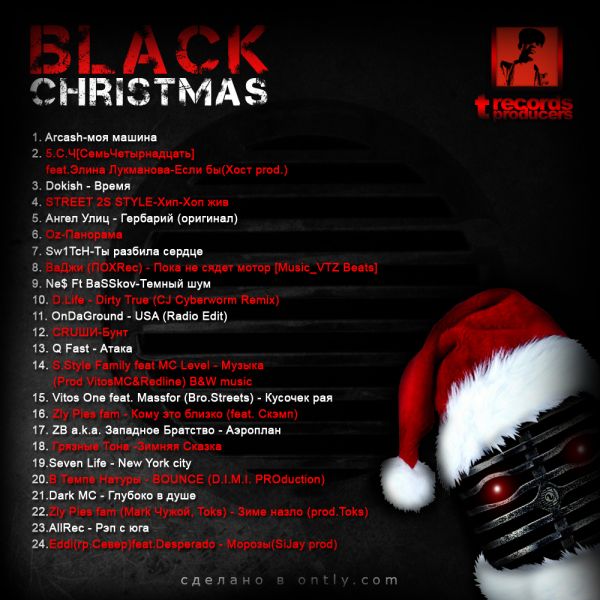 BLACK
CHRISTMAS
t records
producers
1. Arcash-моя машина
2. 5.С.Ч[СемьЧетырнадцать]
feat.Элина Лукманова-Если бы(Хост prod.)
3. Dokish - Время
4. STREET 2S STYLE-Хип-Хоп жив
5. Ангел Улиц - Гербарий (оригинал)
6. Oz-Панорама
7. Sw1TcH-Ты разбила сердце
8. ВаДжи (ПОХRec) - Пока не сядет мотор [Music_VTZ Beats]
9. Ne$ Ft BaSSkov-Темный шум
10. D.Life - Dirty True (CJ Cyberworm Remix)
11. OnDaGround - USA (Radio Edit)
12. CRUШИ-Бунт
13. Q Fast - Атака
14. S.Style Family feat MC Level - Музыка
(Prod VitosMC&Redline) B&W music
15. Vitos One feat. Massfor (Bro.Streets) - Кусочек рая
16. Zly Pies fam - Кому это близко (feat. Скэмп)
17. ZB a.k.a. Западное Братство - Аэроплан
18. Грязные Тона -Зимняя Сказка
19.Seven Life - New York city
20.В Темпе Натуры - BOUNCE (D.I.M.I. PROduction)
21.Dark MC - Глубоко в душе
22.Zly Pies fam (Mark Чужой, Toks) - Зиме назло (prod.Toks)
23.AllRec - Рэп с юга
24.Eddi(гр.Север)feat.Desperado - Морозы(SiJay prod)
сделано в ontly.com